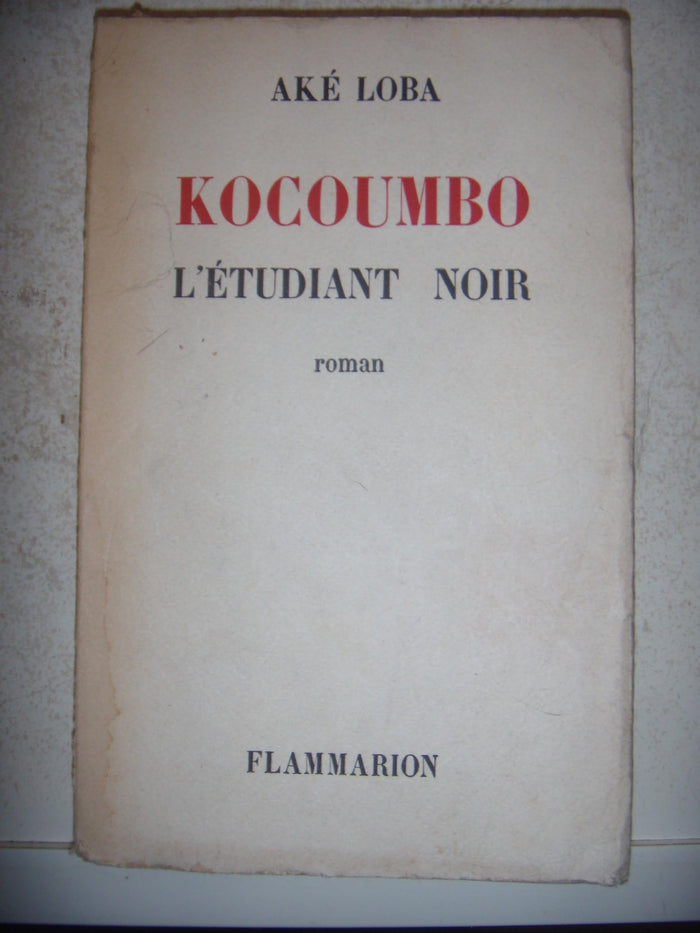 AKÉ LOBA
KOCOUMBO
L'ÉTUDIANT NOIR
roman
FLAMMARION